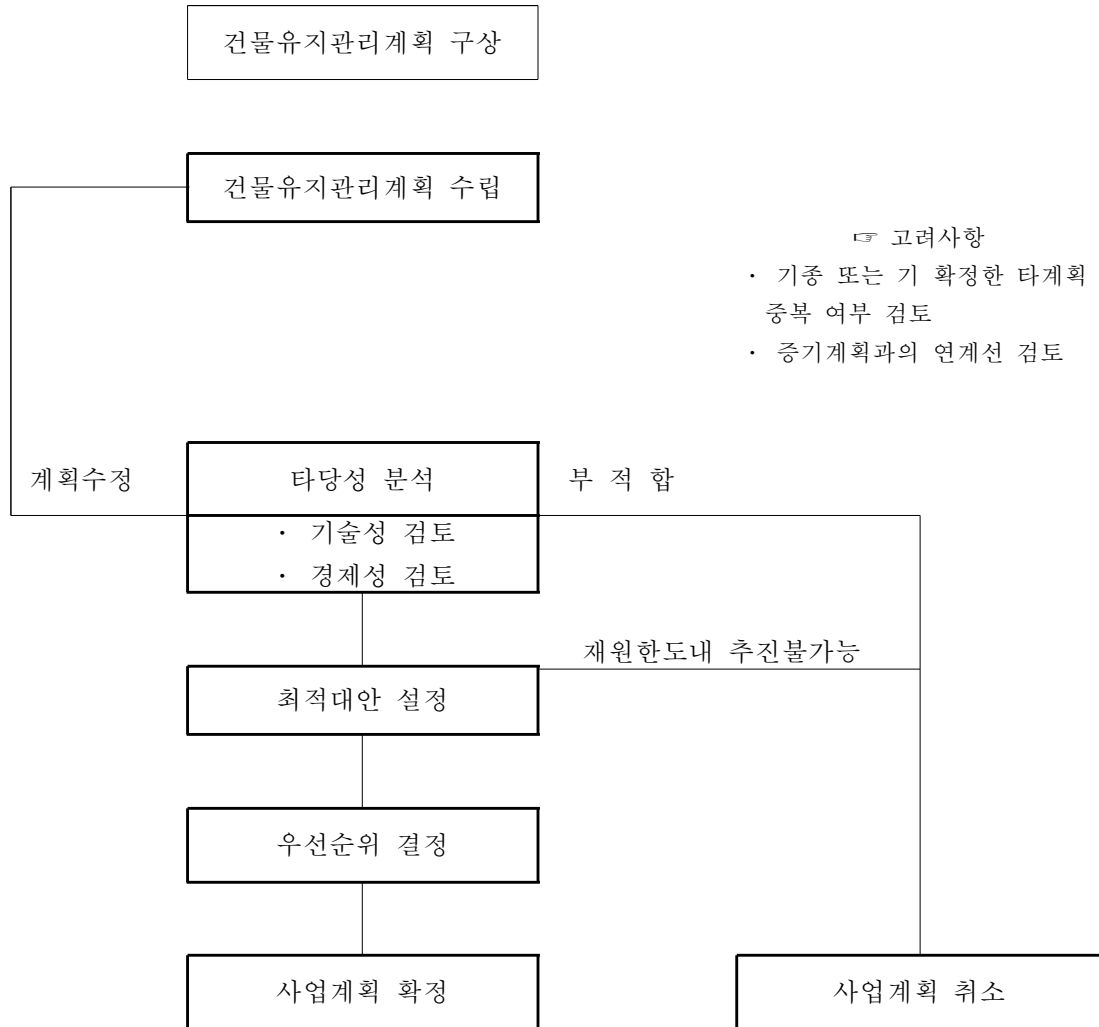 건물유지관리계획 구상
건물유지관리계획 수립
☞ 고려사항
· 기종 또는 기 확정한 타계획
중복 여부 검토
· 증기계획과의 연계선 검토
계획수정
타당성 분석
부 적 합
· 기술성 검토
· 경제성 검토
재원한도내 추진불가능
최적대안 설정
우선순위 결정
사업계획 확정
사업계획 취소